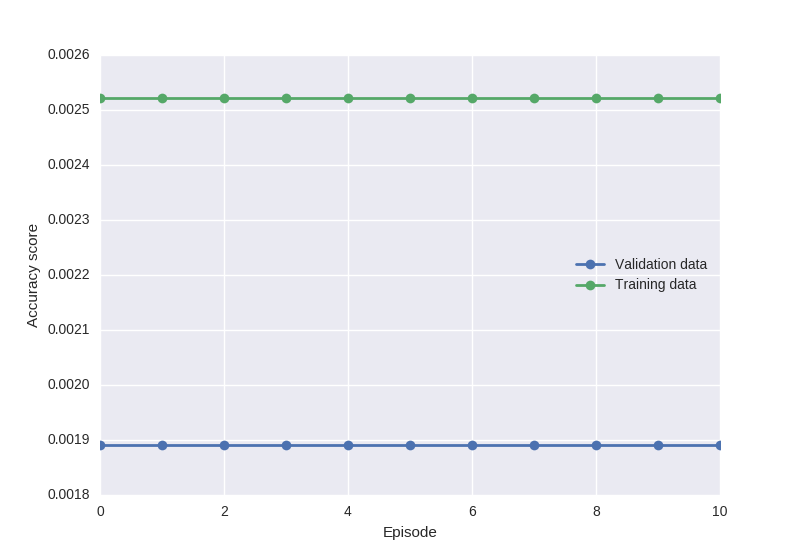 0.0026
0.0025
0.0024
0.0023
0.0022
0.0021
0.0020
0.0019
0.0018
Accuracy score
Validation data
Training data
0 2 4 6 8 10
Episode